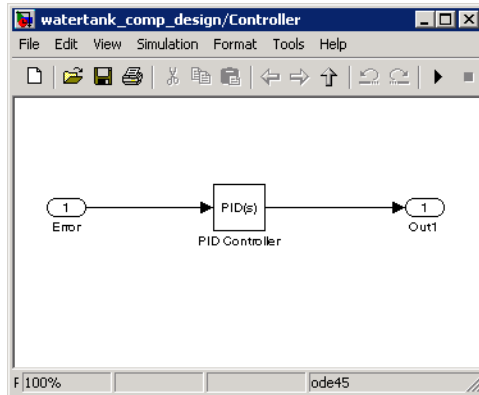 watertank_comp_design/Controller
File Edit View Simulation Format Tools Help
1
Error
PID(s)
PID Controller
1
Out1
F 100%
ode45